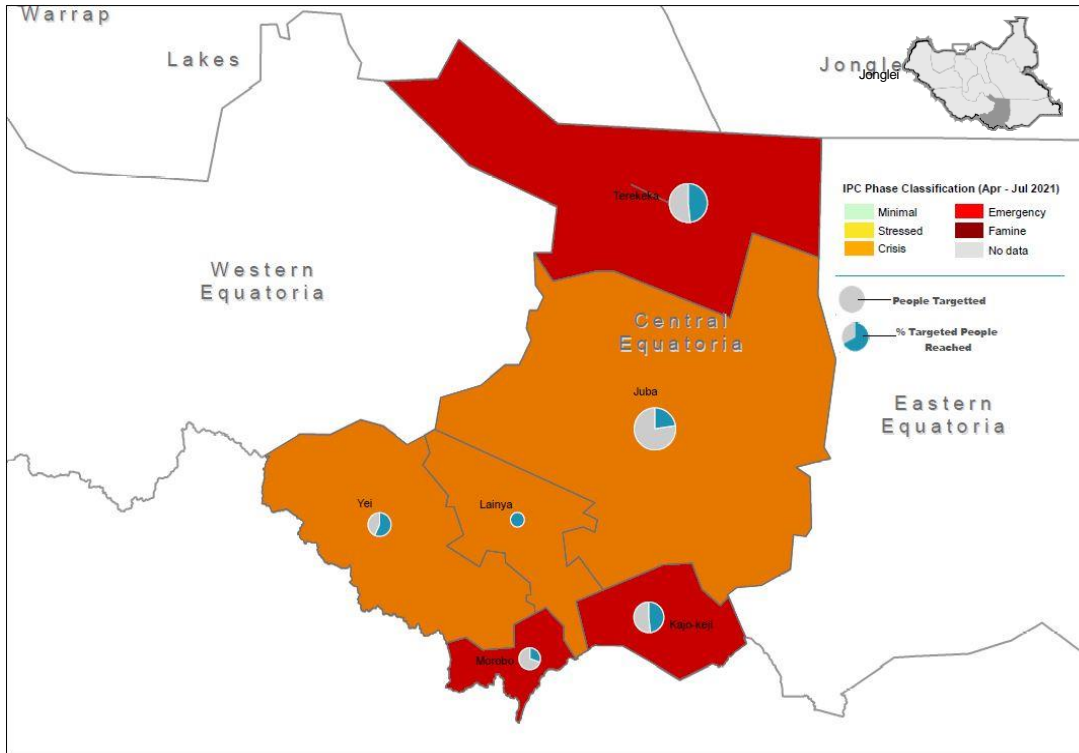 Warrap
Lakes
Jonglei
Jonglei
Terekeka
IPC Phase Classification (Apr - Jul 2021)
Minimal
Emergency
Stressed
Famine
Crisis
No data
Western
Equatoria
People Targetted
Central
Equatoria
% Targeted People
Reached
Juba
Eastern
Equatoria
Yei
Lainya
Kajo-keji
Morobo